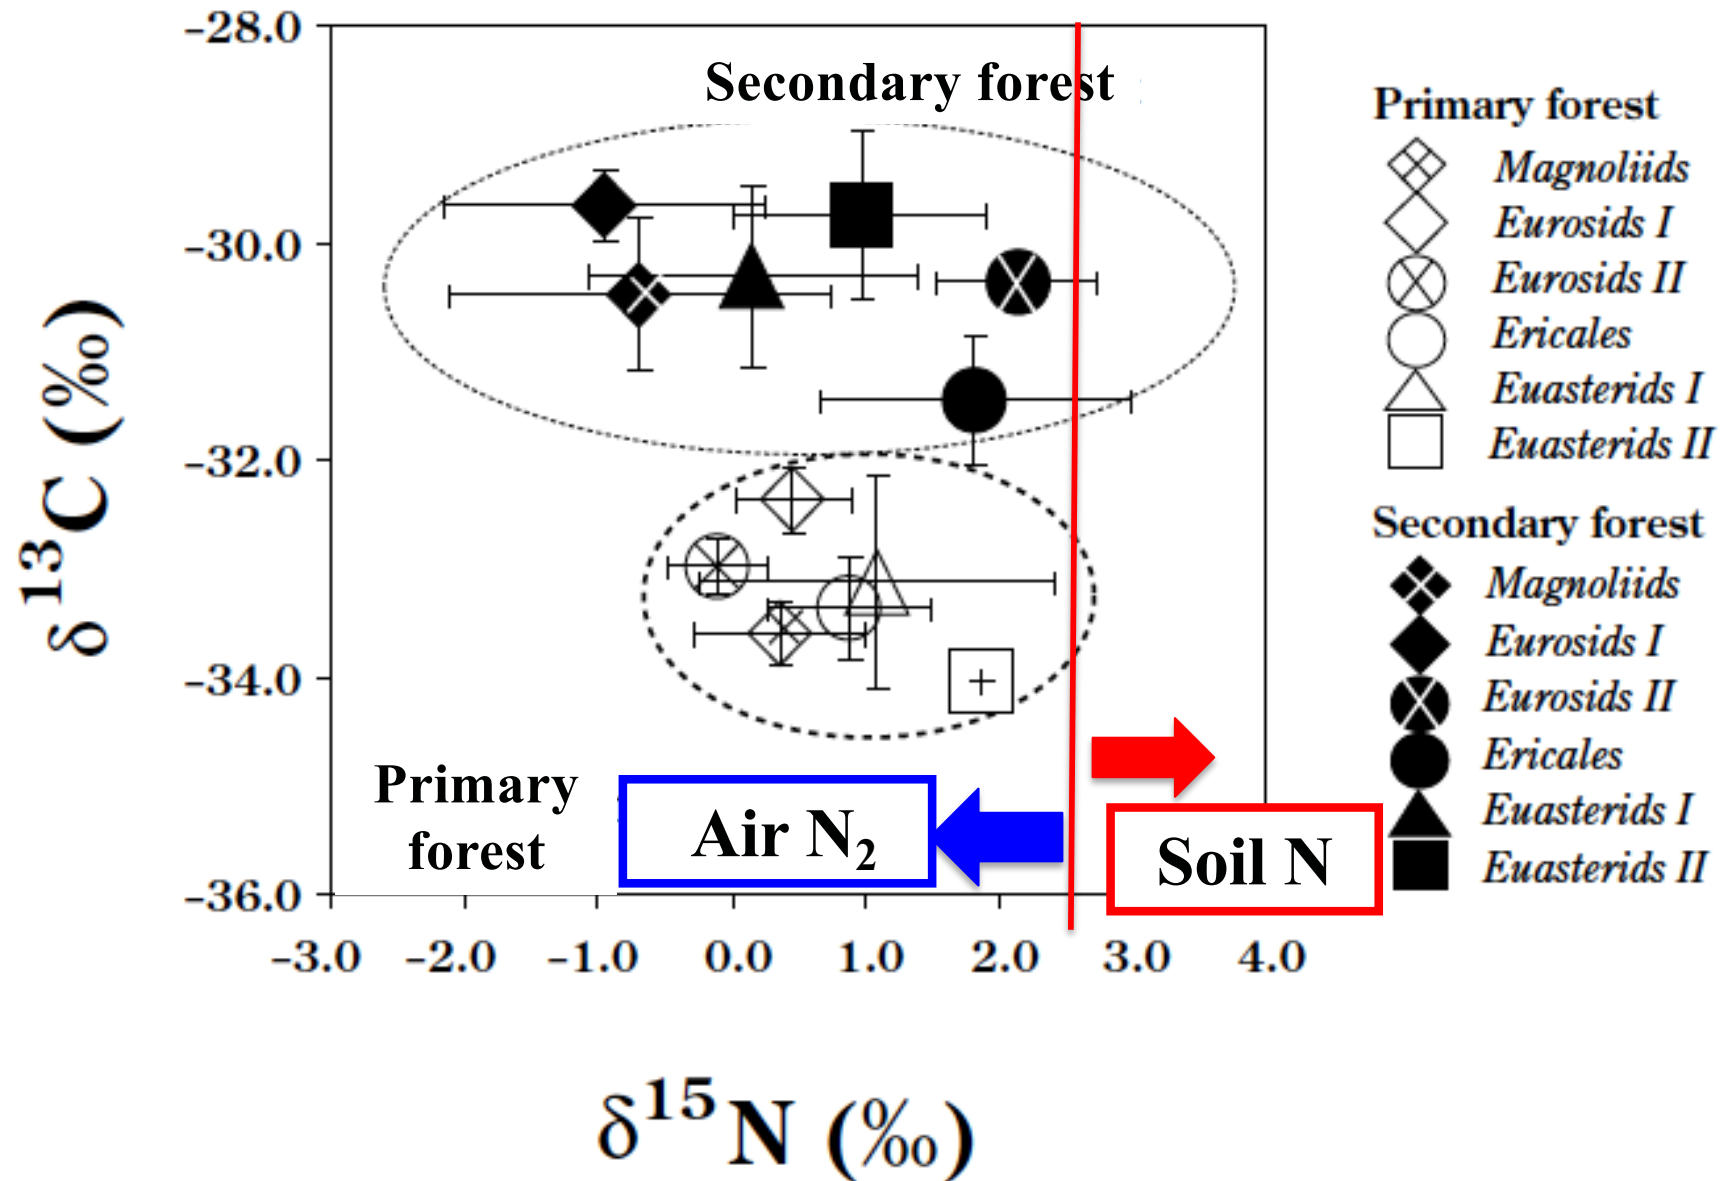 -28.0
-30.0
-32.0
-34.0
-36.0
δ¹³C (‰)
Secondary forest
Primary
forest
Air N₂
Soil N
-3.0 -2.0 -1.0 0.0 1.0 2.0 3.0 4.0
δ¹⁵N (‰)
Primary forest
Magnoliids
Eurosids I
Eurosids II
Ericales
Euasterids I
Euasterids II
Secondary forest
Magnoliids
Eurosids I
Eurosids II
Ericales
Euasterids I
Euasterids II